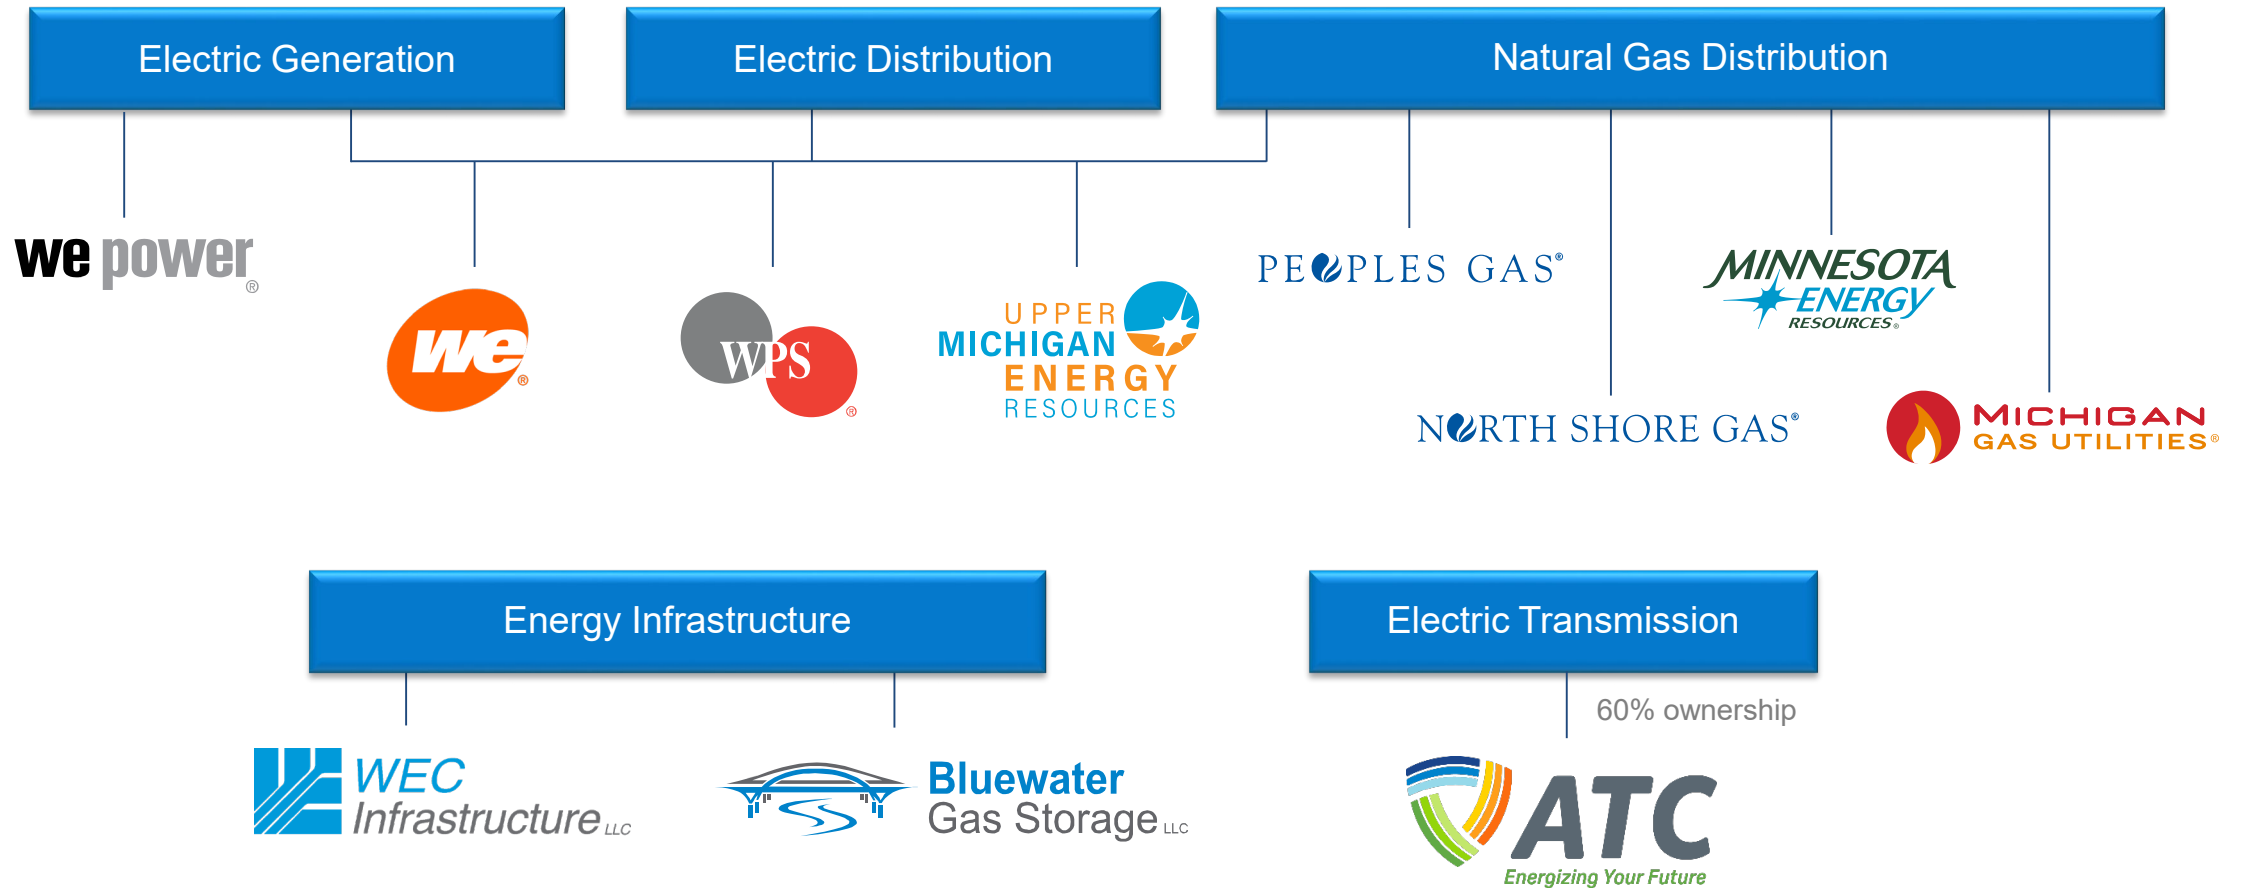 Electric Generation
Electric Distribution
Natural Gas Distribution
we power®
we®
WPS®
UPPER
MICHIGAN
ENERGY
RESOURCES
PEOPLES GAS®
NORTH SHORE GAS®
MINNESOTA
ENERGY
RESOURCES®
MICHIGAN
GAS UTILITIES®
Energy Infrastructure
Electric Transmission
60% ownership
WEC
Infrastructure LLC
Bluewater
Gas Storage LLC
ATC
Energizing Your Future